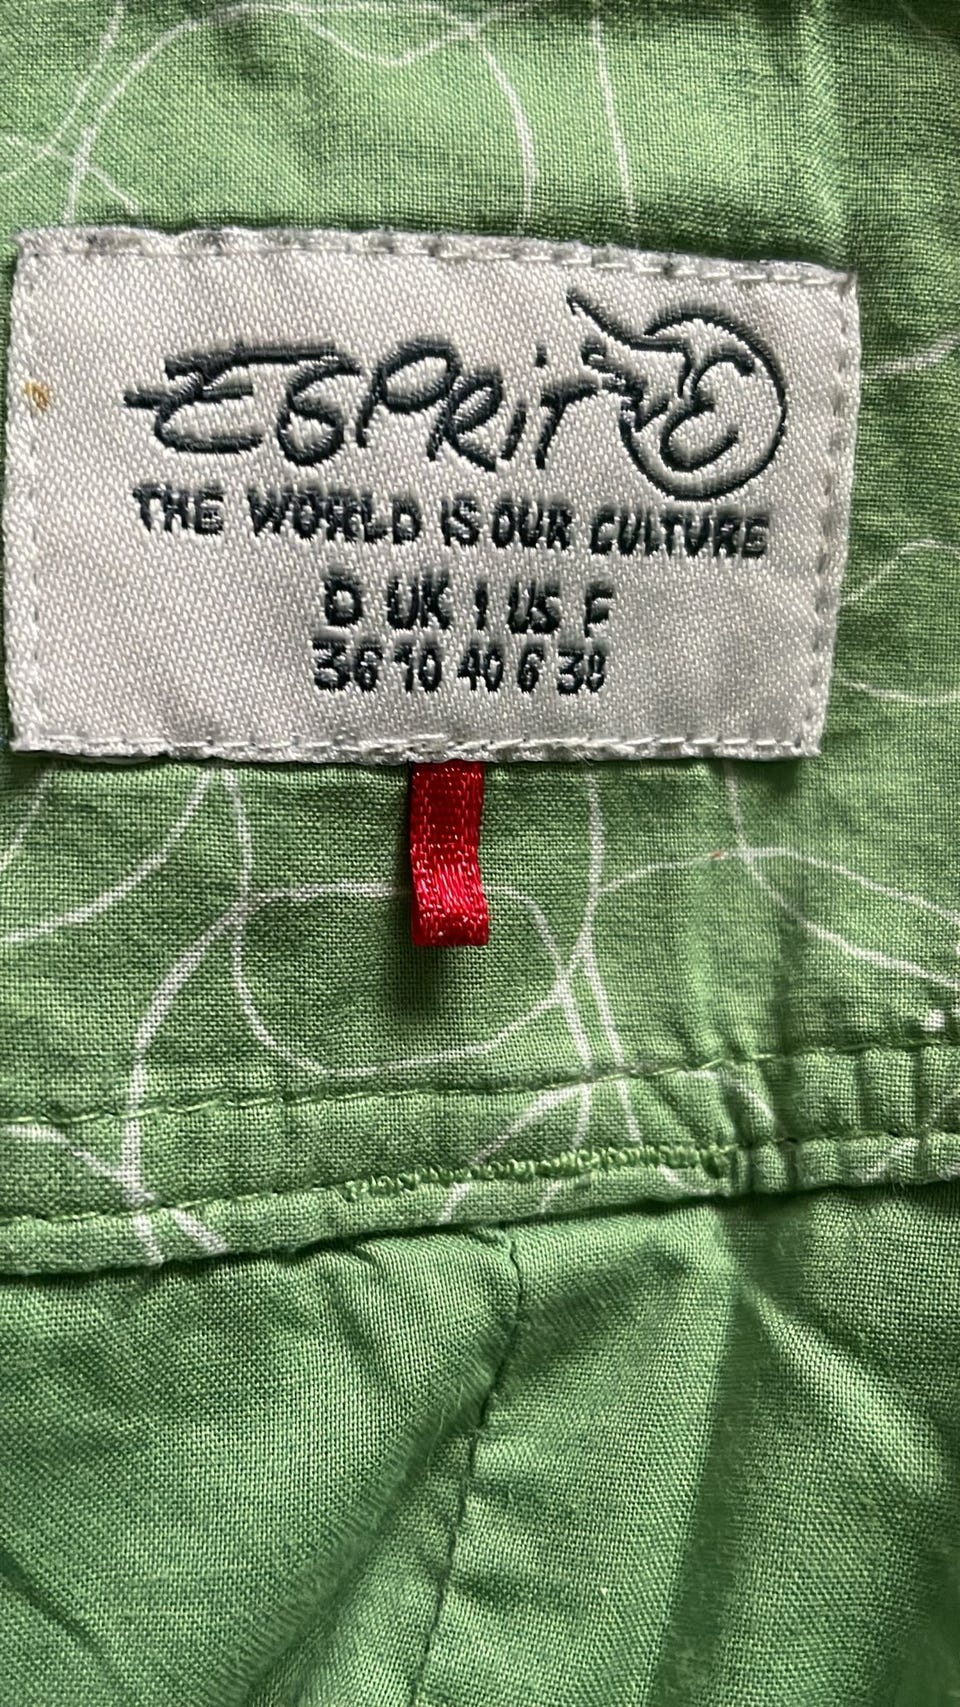 ESPRiT E
THE WORLD IS OUR CULTURE
D UK I US F
36 10 40 6 38